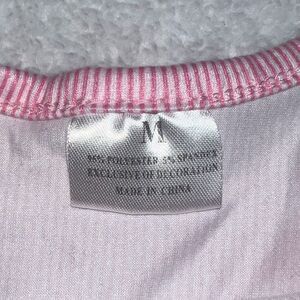 M
95% POLYESTER 5% SPANDEX
EXCLUSIVE OF DECORATION
MADE IN CHINA